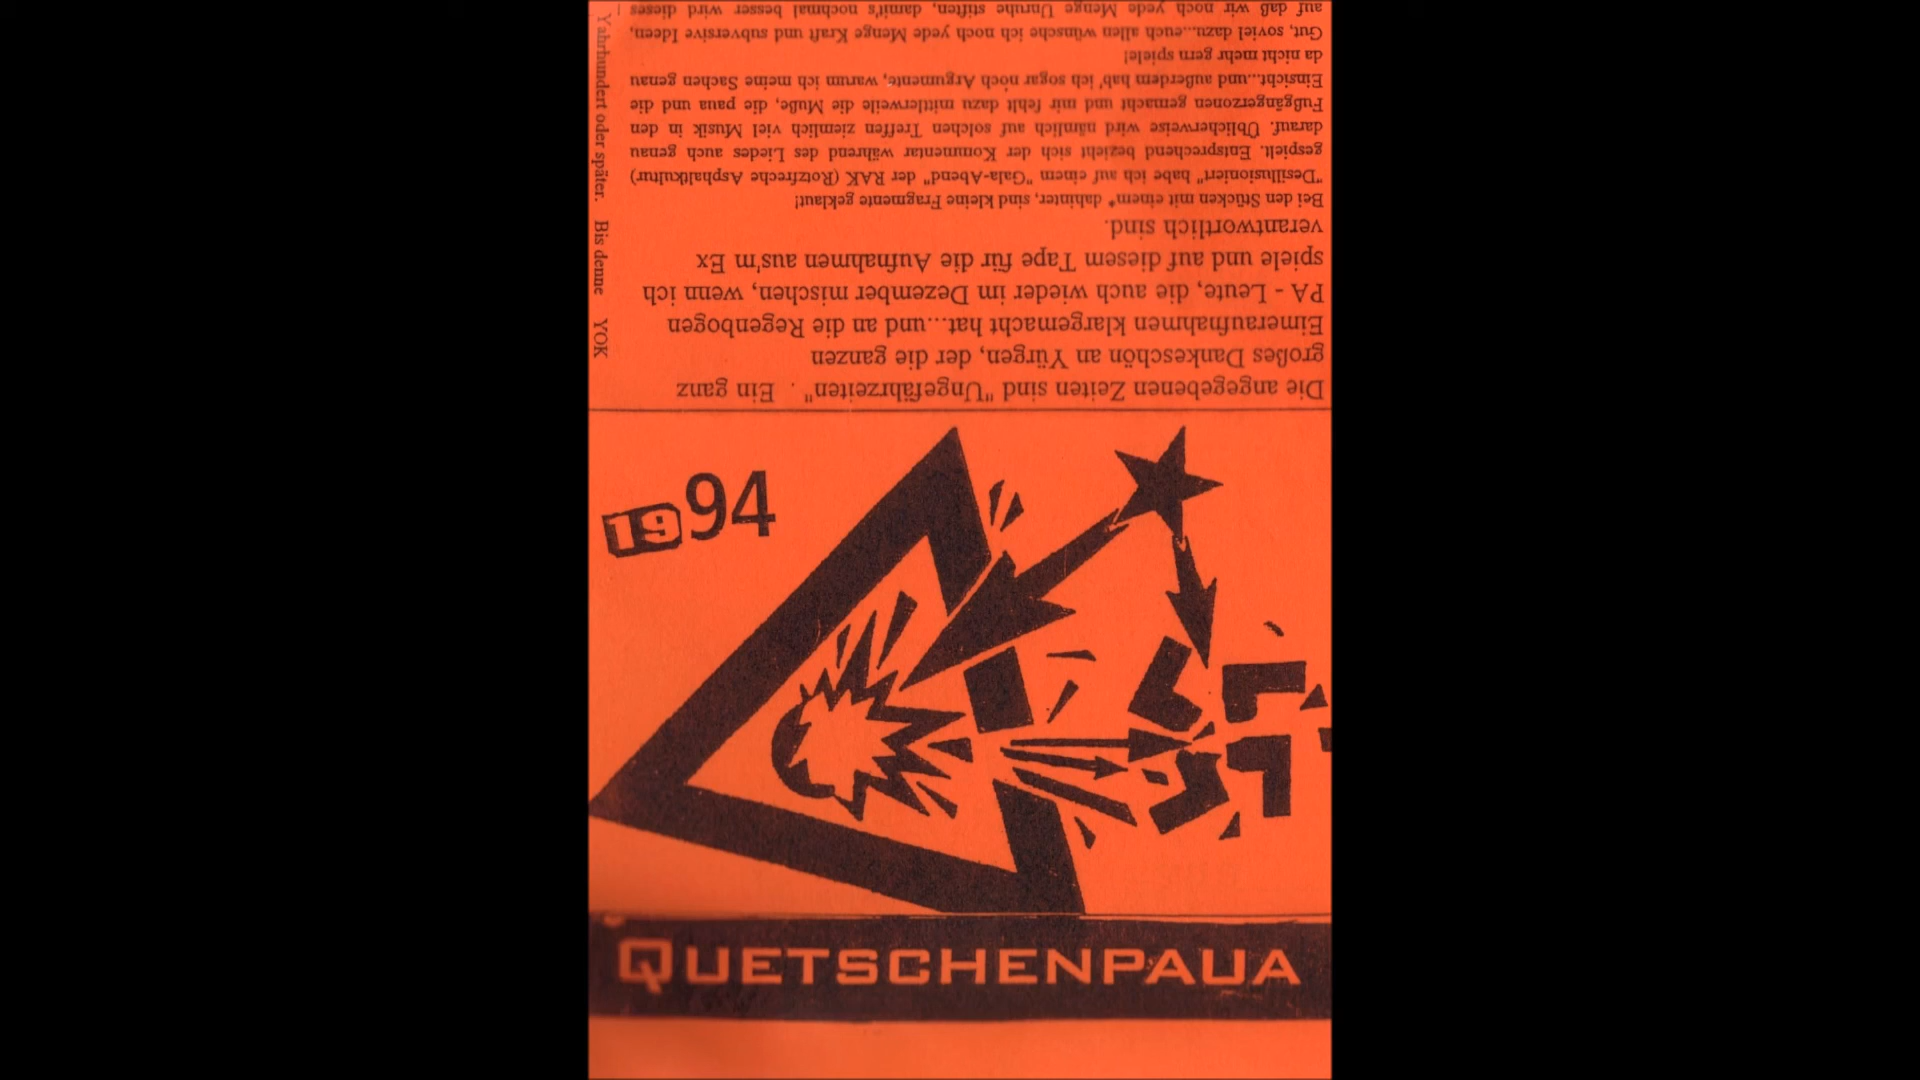 Die angegebenen Zeiten sind "Ungefährzeiten" . Ein ganz
großes Dankeschön an Yürgen, der die ganzen
Eimeraufnahmen klargemacht hat...und an die Regenbogen
PA - Leute, die auch wieder im Dezember mischen, wenn ich
spiele und auf diesem Tape für die Aufnahmen aus'm Ex
verantwortlich sind.
Bei den Stücken mit einem* dahinter, sind kleine Fragmente geklaut!
"Desillusioniert" habe ich auf einem "Gala-Abend" der RAK (Rotzfreche Asphaltkultur)
gespielt. Entsprechend bezieht sich der Kommentar während des Liedes auch genau
darauf. Üblicherweise wird nämlich auf solchen Treffen ziemlich viel Musik in den
Fußgängerzonen gemacht und mir fehlt dazu mittlerweile die Muße, die paua und die
Einsicht...und außerdem hab' ich sogar noch Argumente, warum ich meine Sachen genau
da nicht mehr gern spiele!
Gut, soviel dazu...euch allen wünsche ich noch yede Menge Kraft und subversive Ideen,
auf daß wir noch yede Menge Unruhe stiften, damit's nochmal besser wird dieses
Yahrhundert oder später. Bis denne YOK
1994
QUETSCHENPAUA